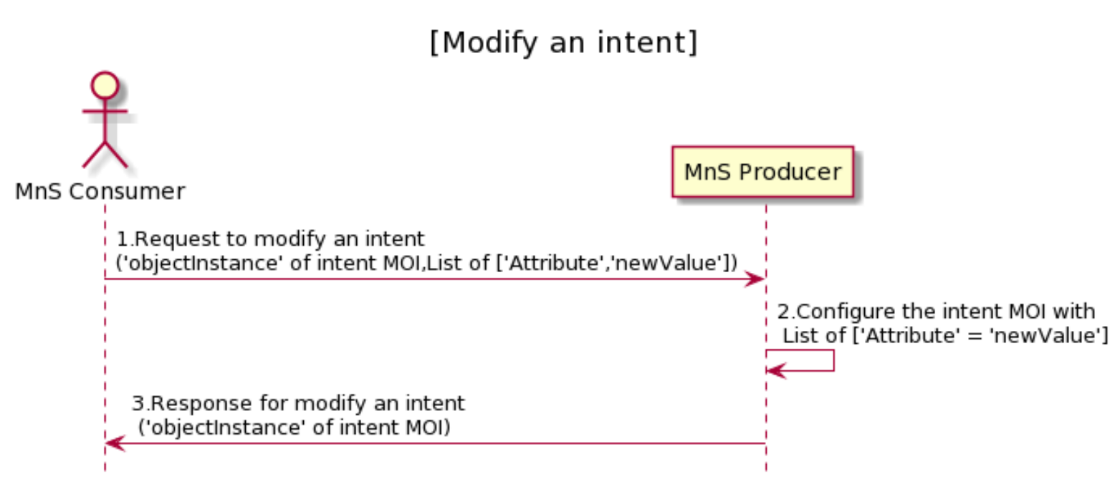 [Modify an intent]
MnS Consumer
MnS Producer
1.Request to modify an intent
('objectInstance' of intent MOI,List of ['Attribute','newValue'])
2.Configure the intent MOI with
List of ['Attribute' = 'newValue']
3.Response for modify an intent
('objectInstance' of intent MOI)